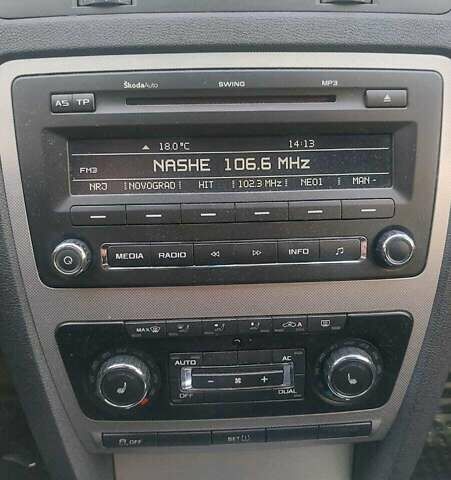 ŠkodaAuto SWING MP3
AS TP
18.0°C 14:13
FM3 NASHE 106.6 MHz
NRJ NOVOGRAD HIT 102.3 MHz NEO1 MAN-
MEDIA RADIO INFO
MAX A
AUTO AC
- +
OFF DUAL
OFF SET